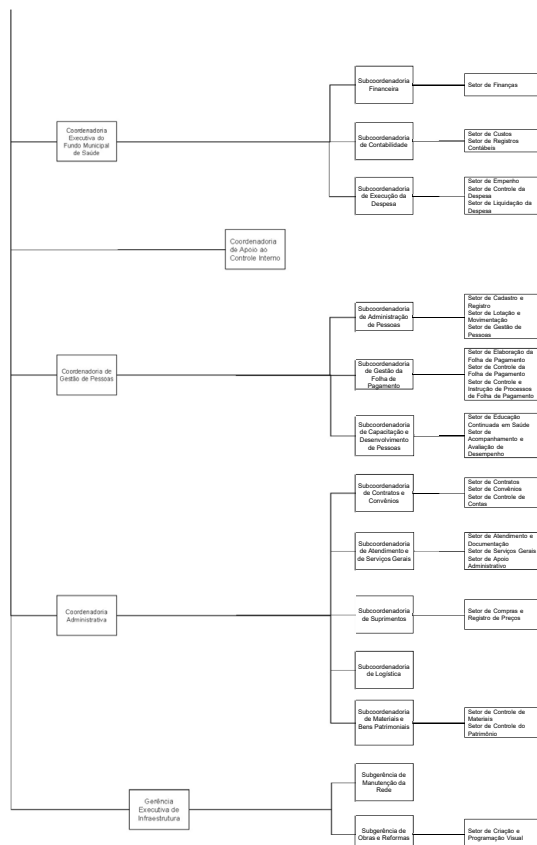 Subcoordenadoria
Financeira
Setor de Finanças
Coordenadoria
Executiva do
Fundo Municipal
de Saúde
Subcoordenadoria
de Contabilidade
Setor de Custos
Setor de Registros
Contábeis
Subcoordenadoria
de Execução da
Despesa
Setor de Empenho
Setor de Controle da
Despesa
Setor de Liquidação da
Despesa
Coordenadoria
de Apoio ao
Controle Interno
Subcoordenadoria
de Administração
de Pessoas
Setor de Cadastro e
Registro
Setor de Lotação e
Movimentação
Setor de Gestão de
Pessoas
Coordenadoria de
Gestão de Pessoas
Subcoordenadoria
de Gestão da
Folha de
Pagamento
Setor de Elaboração da
Folha de Pagamento
Setor de Controle da
Folha de Pagamento
Setor de Controle e
Instrução de Processos
de Folha de Pagamento
Subcoordenadoria
de Capacitação e
Desenvolvimento
de Pessoas
Setor de Educação
Continuada em Saúde
Setor de
Acompanhamento e
Avaliação de
Desempenho
Subcoordenadoria
de Contratos e
Convênios
Setor de Contratos
Setor de Convênios
Setor de Controle de
Contas
Subcoordenadoria
de Atendimento e
de Serviços Gerais
Setor de Atendimento e
Documentação
Setor de Serviços Gerais
Setor de Apoio
Administrativo
Coordenadoria
Administrativa
Subcoordenadoria
de Suprimentos
Setor de Compras e
Registro de Preços
Subcoordenadoria
de Logística
Subcoordenadoria
de Materiais e
Bens Patrimoniais
Setor de Controle de
Materiais
Setor de Controle do
Patrimônio
Subgerência de
Manutenção da
Rede
Gerência
Executiva de
Infraestrutura
Subgerência de
Obras e Reformas
Setor de Criação e
Programação Visual